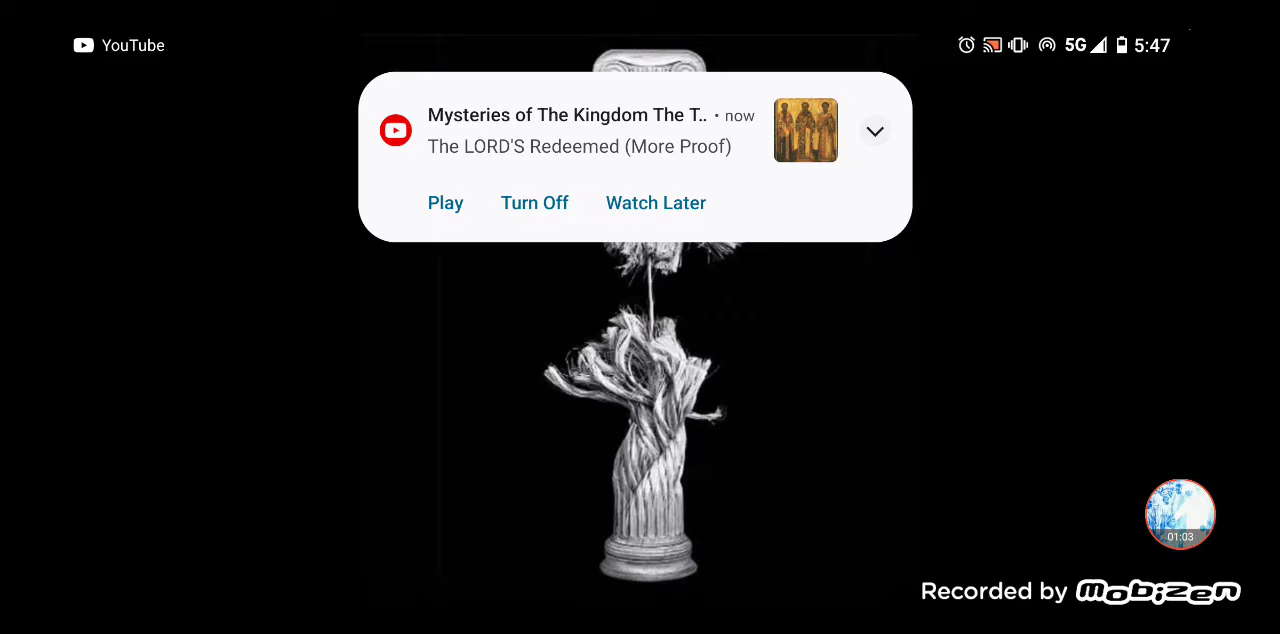 YouTube
5G 5:47
Mysteries of The Kingdom The T.. • now
The LORD'S Redeemed (More Proof)
Play Turn Off Watch Later
01:03
Recorded by mobizen